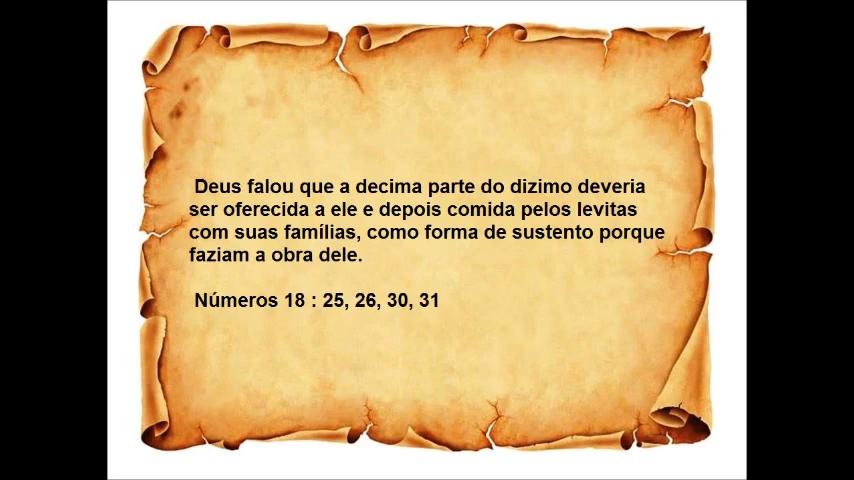 Deus falou que a decima parte do dizimo deveria
ser oferecida a ele e depois comida pelos levitas
com suas famílias, como forma de sustento porque
faziam a obra dele.
Números 18 : 25, 26, 30, 31